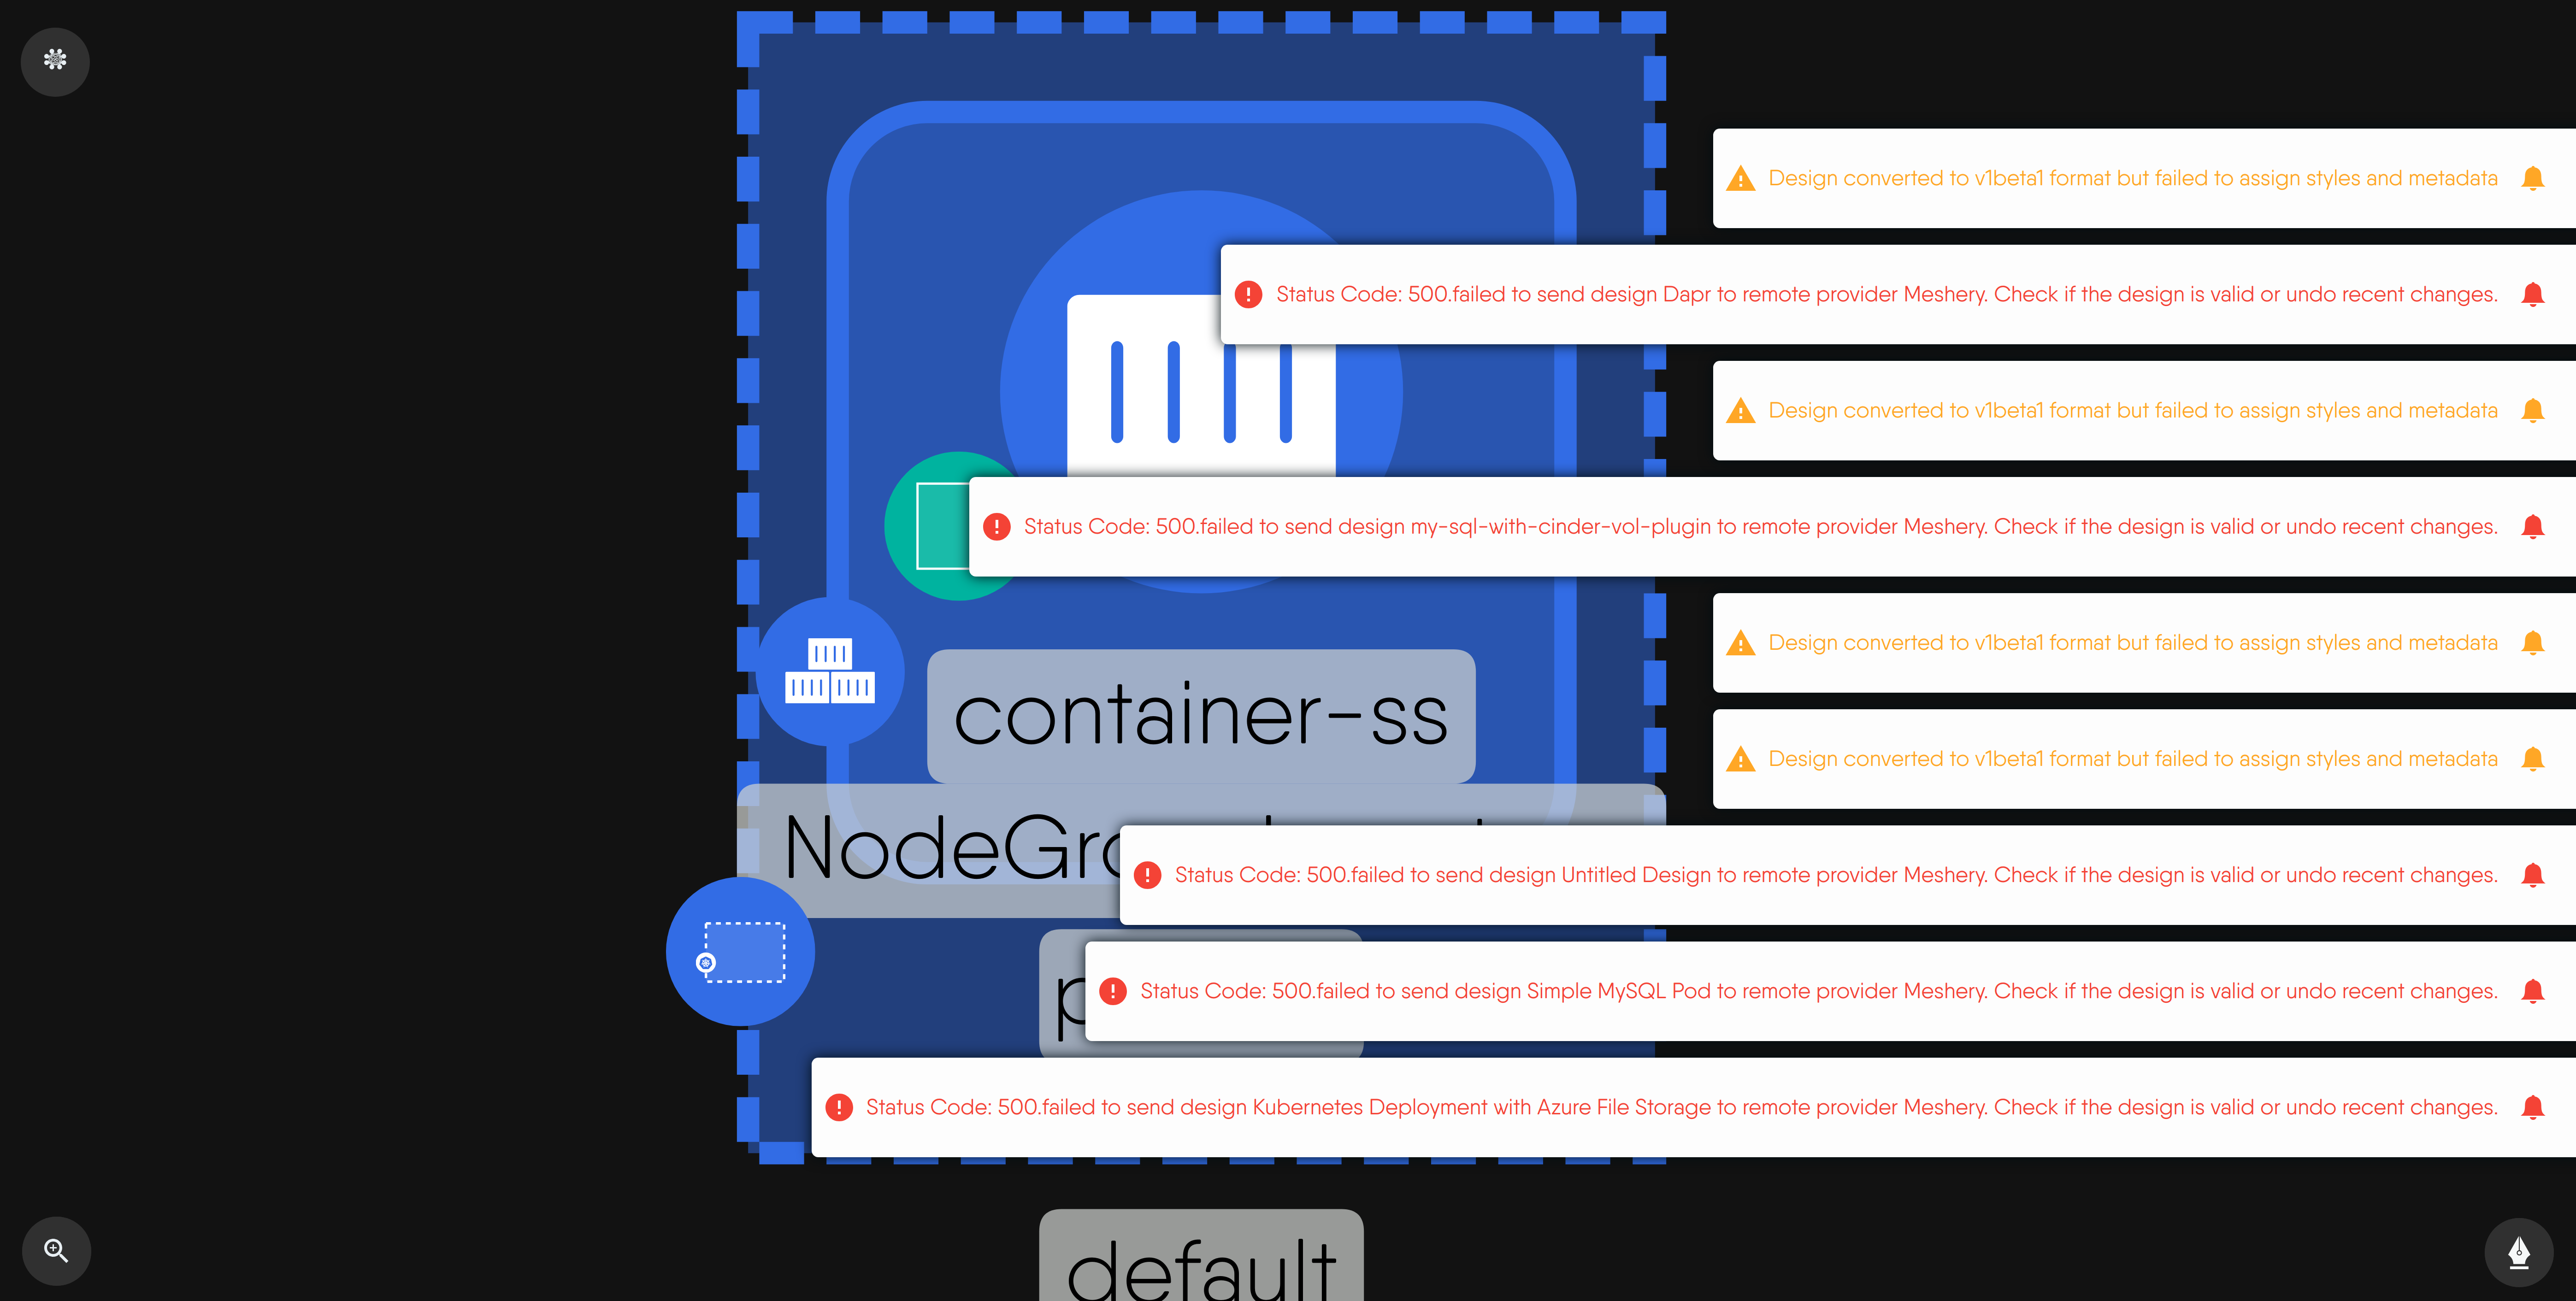 Design converted to v1beta1 format but failed to assign styles and metadata
Status Code: 500.failed to send design Dapr to remote provider Meshery. Check if the design is valid or undo recent changes.
Design converted to v1beta1 format but failed to assign styles and metadata
Status Code: 500.failed to send design my-sql-with-cinder-vol-plugin to remote provider Meshery. Check if the design is valid or undo recent changes.
Design converted to v1beta1 format but failed to assign styles and metadata
container-ss
Design converted to v1beta1 format but failed to assign styles and metadata
Status Code: 500.failed to send design Untitled Design to remote provider Meshery. Check if the design is valid or undo recent changes.
Status Code: 500.failed to send design Simple MySQL Pod to remote provider Meshery. Check if the design is valid or undo recent changes.
Status Code: 500.failed to send design Kubernetes Deployment with Azure File Storage to remote provider Meshery. Check if the design is valid or undo recent changes.
default